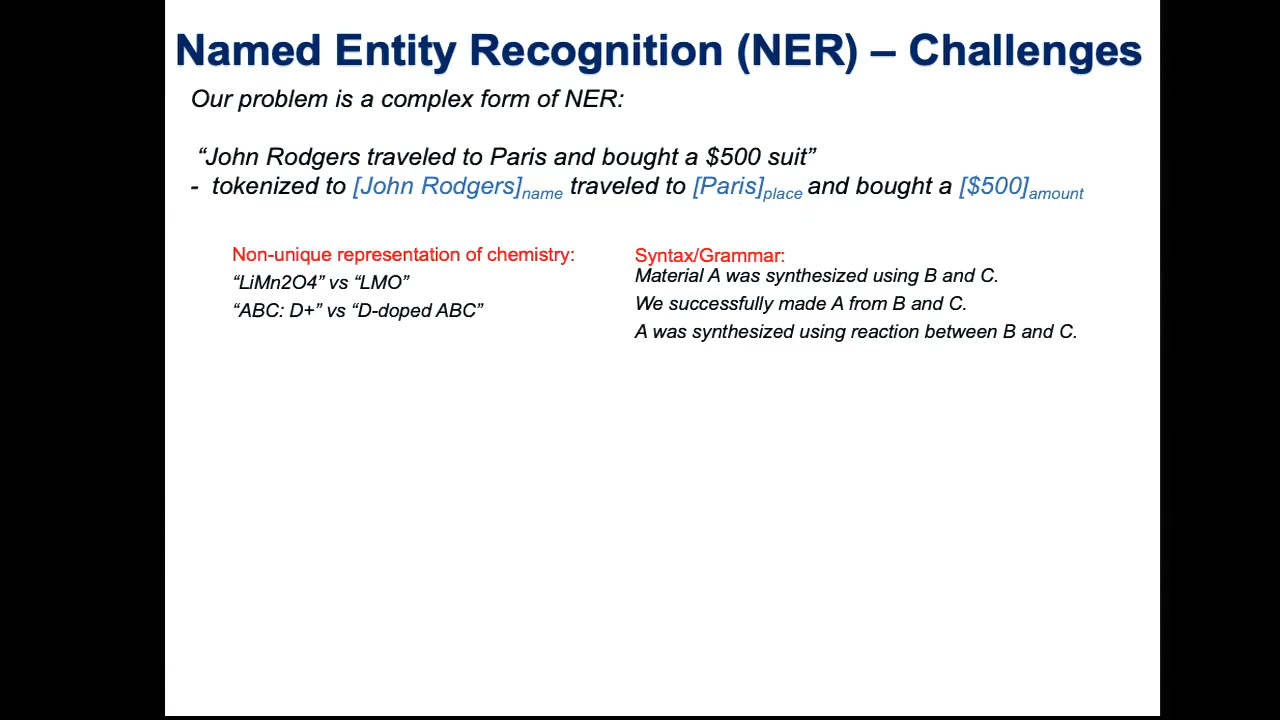 Named Entity Recognition (NER) – Challenges
Our problem is a complex form of NER:
“John Rodgers traveled to Paris and bought a $500 suit”
- tokenized to [John Rodgers]name traveled to [Paris]place and bought a [$500]amount
Non-unique representation of chemistry:
“LiMn2O4” vs “LMO”
“ABC: D+” vs “D-doped ABC”
Syntax/Grammar:
Material A was synthesized using B and C.
We successfully made A from B and C.
A was synthesized using reaction between B and C.